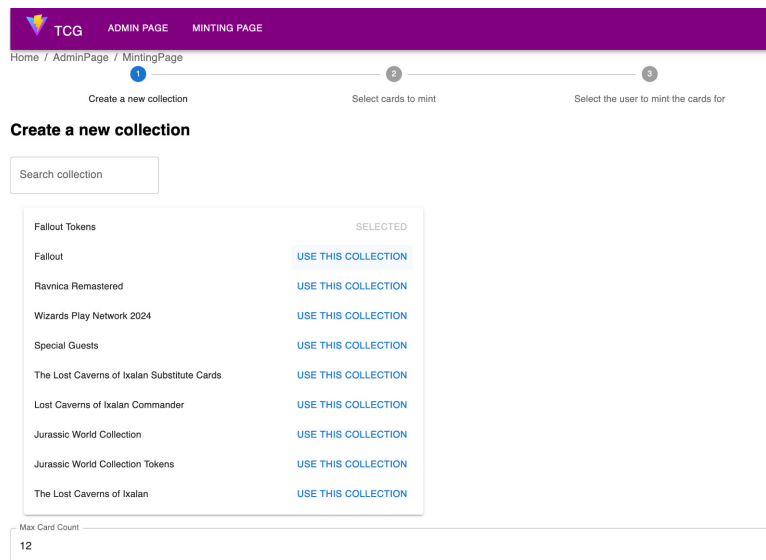 TCG ADMIN PAGE MINTING PAGE
Home / AdminPage / MintingPage
1 2 3
Create a new collection Select cards to mint Select the user to mint the cards for
Create a new collection
Search collection
Fallout Tokens SELECTED
Fallout USE THIS COLLECTION
Ravnica Remastered USE THIS COLLECTION
Wizards Play Network 2024 USE THIS COLLECTION
Special Guests USE THIS COLLECTION
The Lost Caverns of Ixalan Substitute Cards USE THIS COLLECTION
Lost Caverns of Ixalan Commander USE THIS COLLECTION
Jurassic World Collection USE THIS COLLECTION
Jurassic World Collection Tokens USE THIS COLLECTION
The Lost Caverns of Ixalan USE THIS COLLECTION
Max Card Count
12